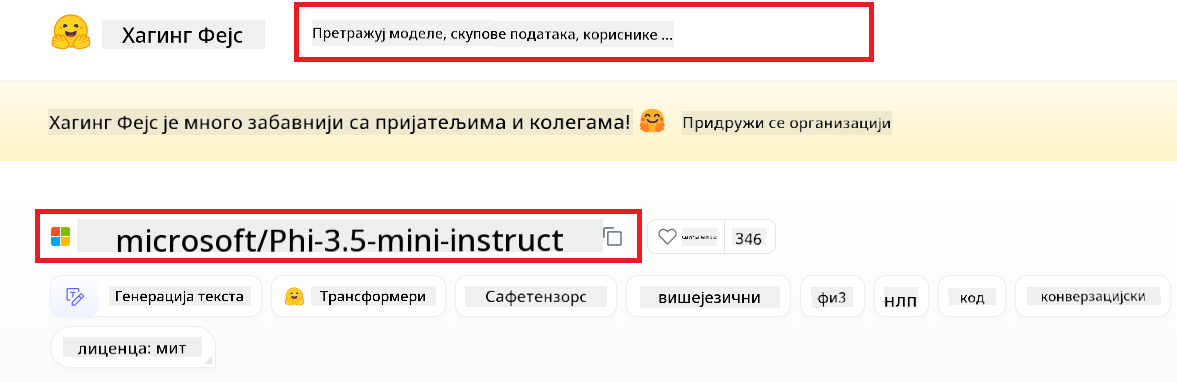 Хагинг Фејс
Претражуј моделе, скупове података, кориснике ...
Хагинг Фејс је много забавнији са пријатељима и колегама!
Придружи се организацији
microsoft/Phi-3.5-mini-instruct
346
Генерација текста
Трансформери
Сафетензорс
вишејезични
фи3
нлп
код
конверзацијски
лиценца: мит